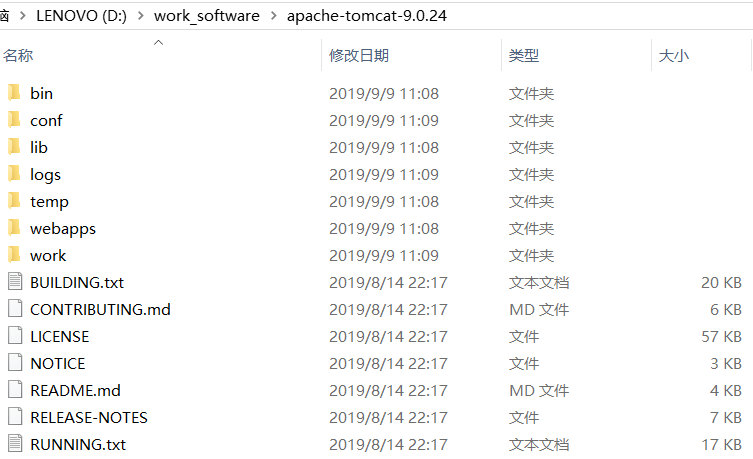 脑 > LENOVO (D:) > work_software > apache-tomcat-9.0.24
名称 修改日期 类型 大小
bin 2019/9/9 11:08 文件夹
conf 2019/9/9 11:09 文件夹
lib 2019/9/9 11:08 文件夹
logs 2019/9/9 11:09 文件夹
temp 2019/9/9 11:08 文件夹
webapps 2019/9/9 11:08 文件夹
work 2019/9/9 11:09 文件夹
BUILDING.txt 2019/8/14 22:17 文本文档 20 KB
CONTRIBUTING.md 2019/8/14 22:17 MD 文件 6 KB
LICENSE 2019/8/14 22:17 文件 57 KB
NOTICE 2019/8/14 22:17 文件 3 KB
README.md 2019/8/14 22:17 MD 文件 4 KB
RELEASE-NOTES 2019/8/14 22:17 文件 7 KB
RUNNING.txt 2019/8/14 22:17 文本文档 17 KB